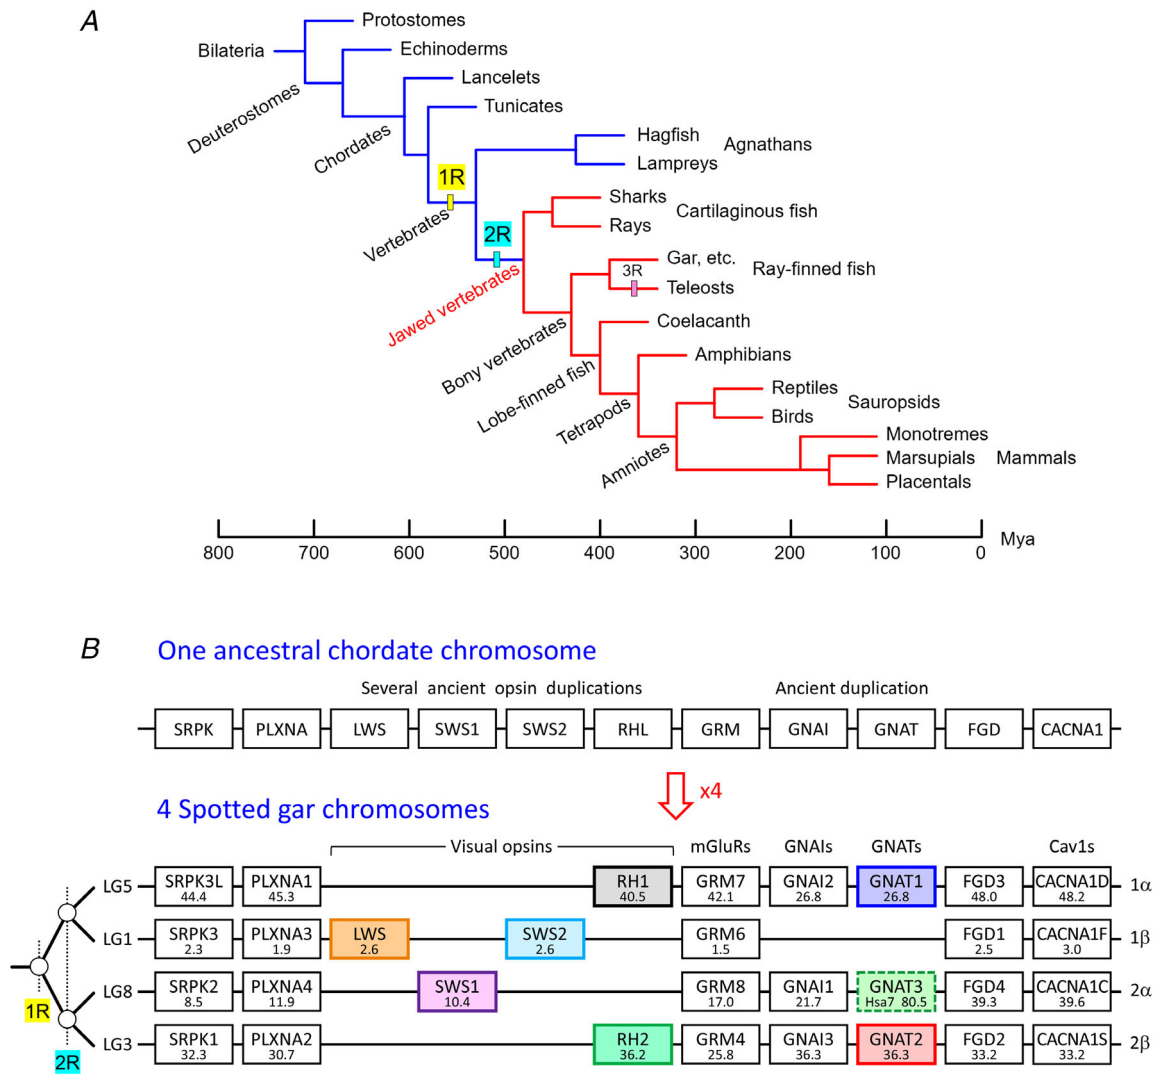 A
Protostomes
Bilateria
Echinoderms
Lancelets
Deuterostomes
Tunicates
Chordates
Hagfish
Agnathans
Lampreys
1R
Sharks
Cartilaginous fish
Rays
Vertebrates
2R
Gar, etc.
Ray-finned fish
3R
Teleosts
Jawed vertebrates
Coelacanth
Bony vertebrates
Amphibians
Lobe-finned fish
Reptiles
Sauropsids
Birds
Tetrapods
Monotremes
Marsupials Mammals
Placentals
Amniotes
800 700 600 500 400 300 200 100 0 Mya
B
One ancestral chordate chromosome
Several ancient opsin duplications Ancient duplication
SRPK PLXNA LWS SWS1 SWS2 RHL GRM GNAI GNAT FGD CACNA1
x4
4 Spotted gar chromosomes
Visual opsins mGluRs GNAIs GNATs Cav1s
LG5 SRPK3L PLXNA1 RH1 GRM7 GNAI2 GNAT1 FGD3 CACNA1D 1α
44.4 45.3 40.5 42.1 26.8 26.8 48.0 48.2
LG1 SRPK3 PLXNA3 LWS SWS2 GRM6 FGD1 CACNA1F 1β
2.3 1.9 2.6 2.6 1.5 2.5 3.0
LG8 SRPK2 PLXNA4 SWS1 GRM8 GNAI1 GNAT3 FGD4 CACNA1C 2α
8.5 11.9 10.4 17.0 21.7 Hsa7 80.5 39.3 39.6
1R
LG3 SRPK1 PLXNA2 RH2 GRM4 GNAI3 GNAT2 FGD2 CACNA1S 2β
32.3 30.7 36.2 25.8 36.3 36.3 33.2 33.2
2R